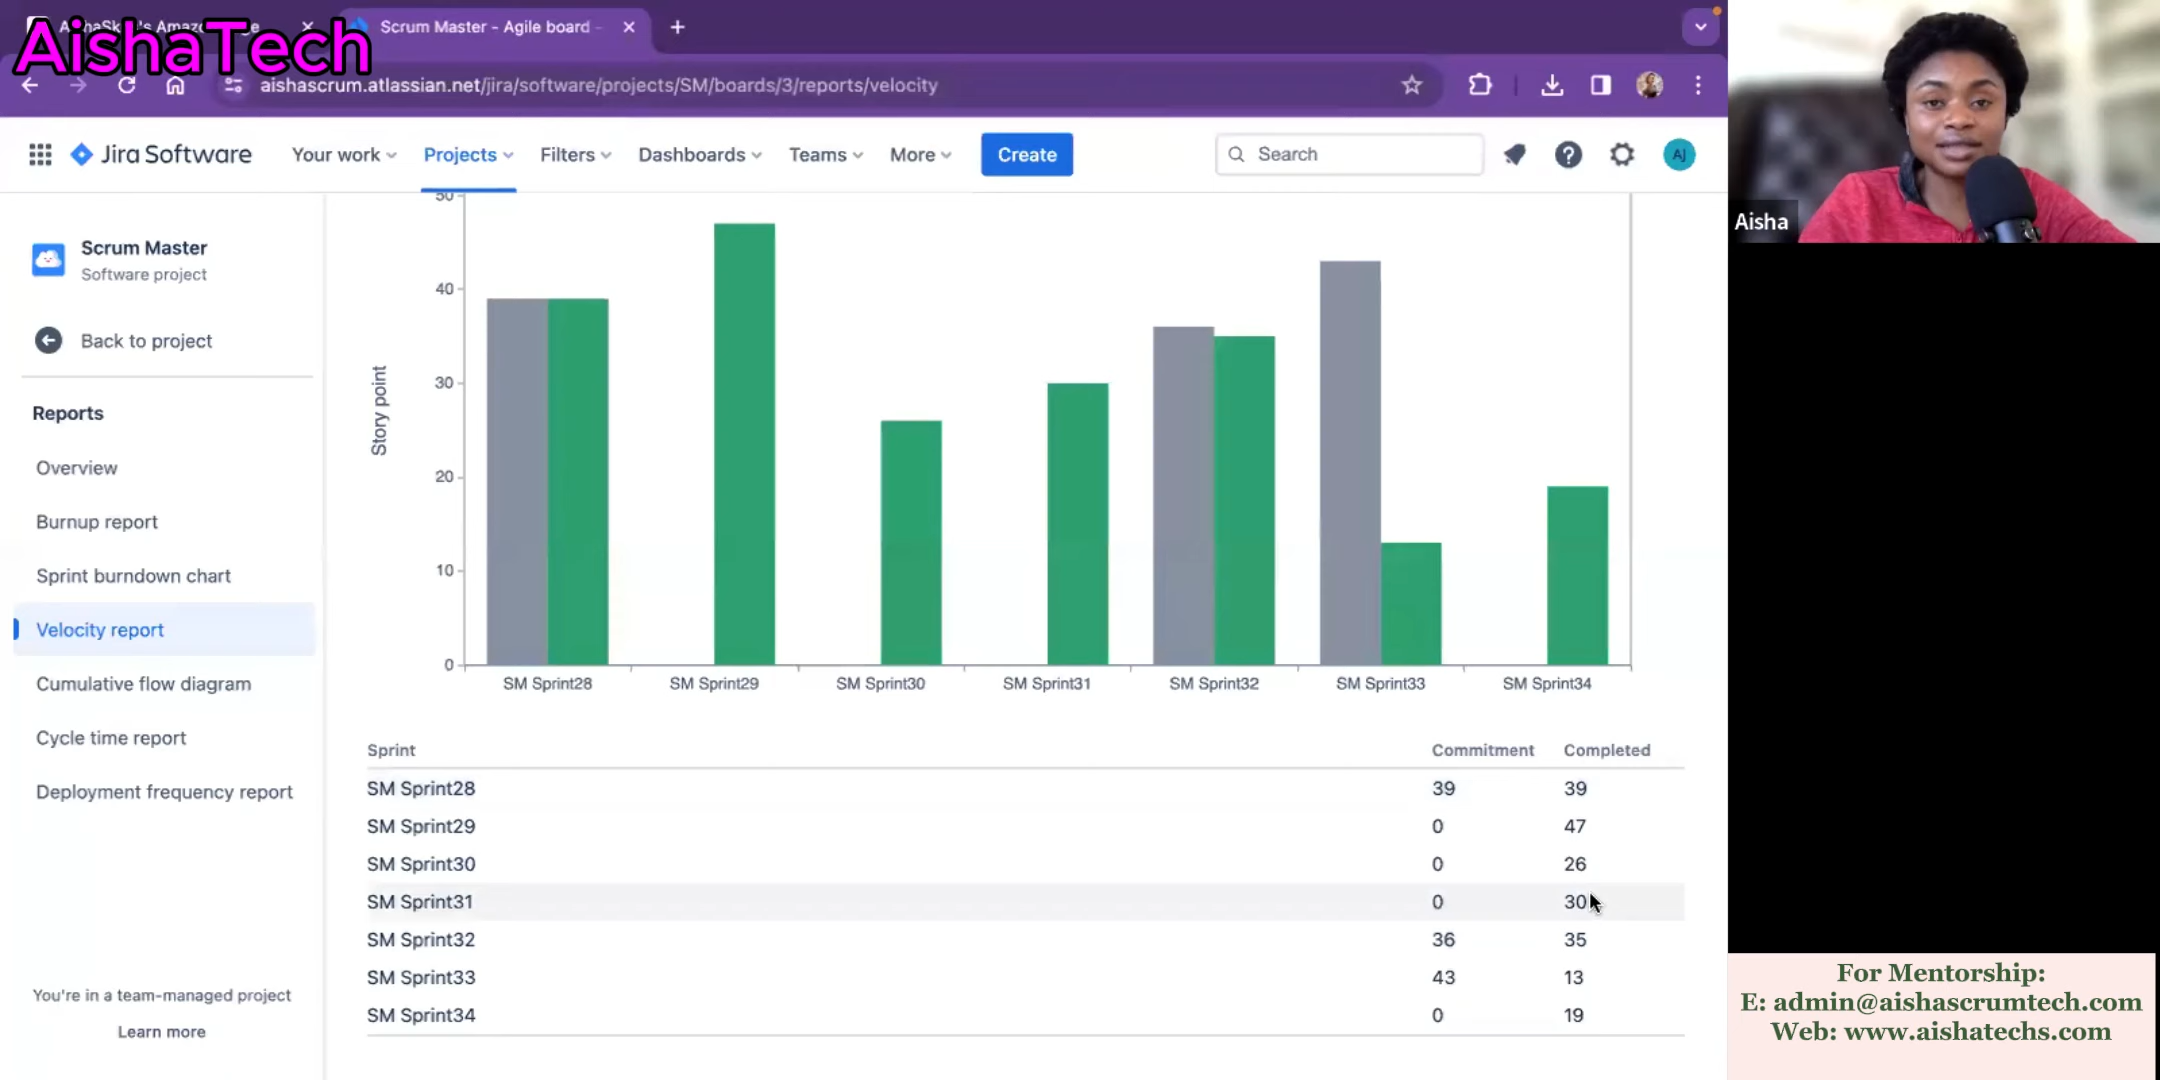 AishaTech
Scrum Master - Agile board -
aishascrum.atlassian.net/jira/software/projects/SM/boards/3/reports/velocity
Jira Software
Your work
Projects
Filters
Dashboards
Teams
More
Create
Search
AJ
Aisha
Scrum Master
Software project
Back to project
Reports
Overview
Burnup report
Sprint burndown chart
Velocity report
Cumulative flow diagram
Cycle time report
Deployment frequency report
You're in a team-managed project
Learn more
Story point
50
40
30
20
10
0
SM Sprint28 SM Sprint29 SM Sprint30 SM Sprint31 SM Sprint32 SM Sprint33 SM Sprint34
Sprint Commitment Completed
SM Sprint28 39 39
SM Sprint29 0 47
SM Sprint30 0 26
SM Sprint31 0 30
SM Sprint32 36 35
SM Sprint33 43 13
SM Sprint34 0 19
For Mentorship:
E: admin@aishascrumtech.com
Web: www.aishatechs.com